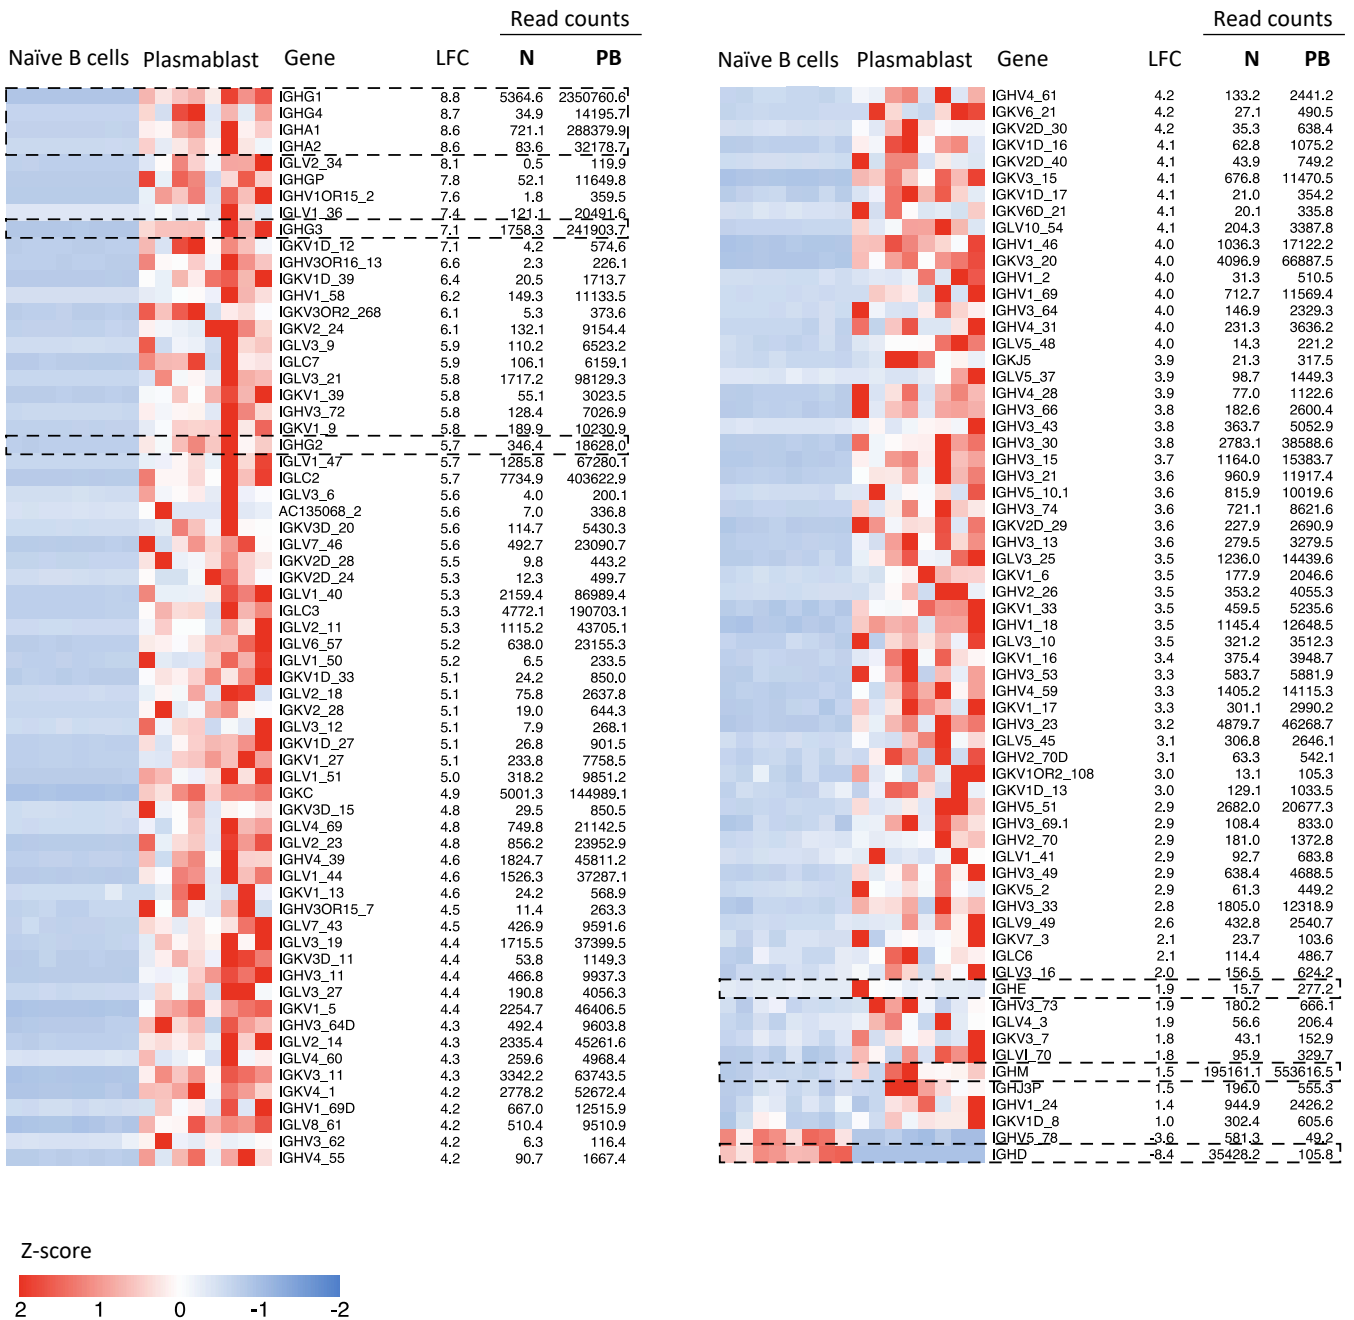 Read counts
Naïve B cells Plasmablast Gene LFC N PB
IGHG1 8.8 5364.6 2350760.6
IGHG4 8.7 34.9 14195.7
IGHA1 8.6 721.1 288379.9
IGHA2 8.6 83.6 32178.7
IGLV2_34 8.1 0.5 119.9
IGHGP 7.8 52.1 11649.8
IGHV1OR15_2 7.6 1.8 359.5
IGLV1_36 7.4 121.1 20491.6
IGHG3 7.1 1758.3 241903.7
IGKV1D_12 7.1 4.2 574.6
IGHV3OR16_13 6.6 2.3 226.1
IGKV1D_39 6.4 20.5 1713.7
IGHV1_58 6.2 149.3 11133.5
IGKV3OR2_268 6.1 5.3 373.6
IGKV2_24 6.1 132.1 9154.4
IGLV3_9 5.9 110.2 6523.2
IGLC7 5.9 106.1 6159.1
IGLV3_21 5.8 1717.2 98129.3
IGKV1_39 5.8 55.1 3023.5
IGHV3_72 5.8 128.4 7026.9
IGKV1_9 5.8 189.9 10230.9
IGHG2 5.7 346.4 18628.0
IGLV1_47 5.7 1285.8 67280.1
IGLC2 5.7 7734.9 403622.9
IGLV3_6 5.6 4.0 200.1
AC135068_2 5.6 7.0 336.8
IGKV3D_20 5.6 114.7 5430.3
IGLV7_46 5.6 492.7 23090.7
IGKV2D_28 5.5 9.8 443.2
IGKV2D_24 5.3 12.3 499.7
IGLV1_40 5.3 2159.4 86989.4
IGLC3 5.3 4772.1 190703.1
IGLV2_11 5.3 1115.2 43705.1
IGLV6_57 5.2 638.0 23155.3
IGLV1_50 5.2 6.5 233.5
IGKV1D_33 5.1 24.2 850.0
IGLV2_18 5.1 75.8 2637.8
IGKV2_28 5.1 19.0 644.3
IGLV3_12 5.1 7.9 268.1
IGKV1D_27 5.1 26.8 901.5
IGKV1_27 5.1 233.8 7758.5
IGLV1_51 5.0 318.2 9851.2
IGKC 4.9 5001.3 144989.1
IGKV3D_15 4.8 29.5 850.5
IGLV4_69 4.8 749.8 21142.5
IGLV2_23 4.8 856.2 23952.9
IGHV4_39 4.6 1824.7 45811.2
IGLV1_44 4.6 1526.3 37287.1
IGKV1_13 4.6 24.2 568.9
IGHV3OR15_7 4.5 11.4 263.3
IGLV7_43 4.5 426.9 9591.6
IGLV3_19 4.4 1715.5 37399.5
IGKV3D_11 4.4 53.8 1149.3
IGHV3_11 4.4 466.8 9937.3
IGLV3_27 4.4 190.8 4056.3
IGKV1_5 4.4 2254.7 46406.5
IGHV3_64D 4.3 492.4 9603.8
IGLV2_14 4.3 2335.4 45261.6
IGLV4_60 4.3 259.6 4968.4
IGKV3_11 4.3 3342.2 63743.5
IGKV4_1 4.2 2778.2 52672.4
IGHV1_69D 4.2 667.0 12515.9
IGLV8_61 4.2 510.4 9510.9
IGHV3_62 4.2 6.3 116.4
IGHV4_55 4.2 90.7 1667.4
Read counts
Naïve B cells Plasmablast Gene LFC N PB
IGHV4_61 4.2 133.2 2441.2
IGKV6_21 4.2 27.1 490.5
IGKV2D_30 4.2 35.3 638.4
IGKV1D_16 4.1 62.8 1075.2
IGKV2D_40 4.1 43.9 749.2
IGKV3_15 4.1 676.8 11470.5
IGKV1D_17 4.1 21.0 354.2
IGKV6D_21 4.1 20.1 335.8
IGLV10_54 4.1 204.3 3387.8
IGHV1_46 4.0 1036.3 17122.2
IGKV3_20 4.0 4096.9 66887.5
IGHV1_2 4.0 31.3 510.5
IGHV1_69 4.0 712.7 11569.4
IGHV3_64 4.0 146.9 2329.3
IGHV4_31 4.0 231.3 3636.2
IGLV5_48 4.0 14.3 221.2
IGKJ5 3.9 21.3 317.5
IGLV5_37 3.9 98.7 1449.3
IGHV4_28 3.9 77.0 1122.6
IGHV3_66 3.8 182.6 2600.4
IGHV3_43 3.8 363.7 5052.9
IGHV3_30 3.8 2783.1 38588.6
IGHV3_15 3.7 1164.0 15383.7
IGHV3_21 3.6 960.9 11917.4
IGHV5_10.1 3.6 815.9 10019.6
IGHV3_74 3.6 721.1 8621.6
IGKV2D_29 3.6 227.9 2690.9
IGHV3_13 3.6 279.5 3279.5
IGLV3_25 3.5 1236.0 14439.6
IGKV1_6 3.5 177.9 2046.6
IGHV2_26 3.5 353.2 4055.3
IGKV1_33 3.5 459.5 5235.6
IGHV1_18 3.5 1145.4 12648.5
IGLV3_10 3.5 321.2 3512.3
IGKV1_16 3.4 375.4 3948.7
IGHV3_53 3.3 583.7 5881.9
IGHV4_59 3.3 1405.2 14115.3
IGKV1_17 3.3 301.1 2990.2
IGHV3_23 3.2 4879.7 46268.7
IGLV5_45 3.1 306.8 2646.1
IGHV2_70D 3.1 63.3 542.1
IGKV1OR2_108 3.0 13.1 105.3
IGKV1D_13 3.0 129.1 1033.5
IGHV5_51 2.9 2682.0 20677.3
IGHV3_69.1 2.9 108.4 833.0
IGHV2_70 2.9 181.0 1372.8
IGLV1_41 2.9 92.7 683.8
IGHV3_49 2.9 638.4 4688.5
IGKV5_2 2.9 61.3 449.2
IGHV3_33 2.8 1805.0 12318.9
IGLV9_49 2.6 432.8 2540.7
IGKV7_3 2.1 23.7 103.6
IGLC6 2.1 114.4 486.7
IGLV3_16 2.0 156.5 624.2
IGHE 1.9 15.7 277.2
IGHV3_73 1.9 180.2 666.1
IGLV4_3 1.9 56.6 206.4
IGKV3_7 1.8 43.1 152.9
IGLVI_70 1.8 95.9 329.7
IGHM 1.5 195161.1 553616.5
IGHJ3P 1.5 196.0 555.3
IGHV1_24 1.4 944.9 2426.2
IGKV1D_8 1.0 302.4 605.6
IGHV5_78 -3.6 581.3 49.2
IGHD -8.4 35428.2 105.8
Z-score
2 1 0 -1 -2